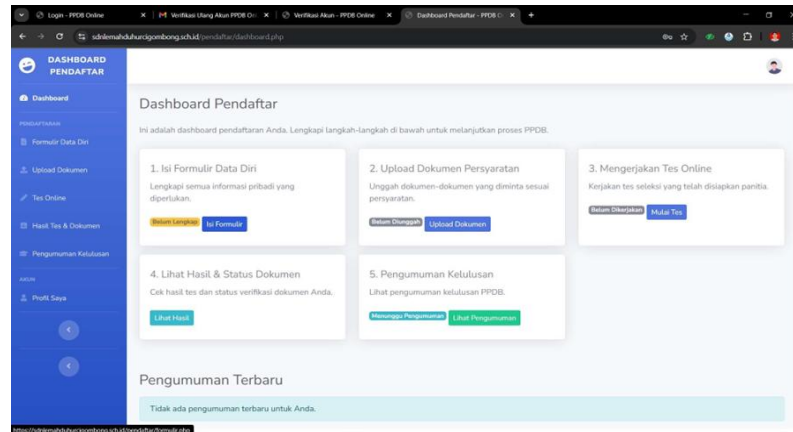 Login - PPDB Online
Verifikasi Ulang Akun PPDB On
Verifikasi Akun - PPDB Online
Dashboard Pendaftar - PPDB O
sdnlemahduhurcigombong.sch.id/pendaftar/dashboard.php
DASHBOARD
PENDAFTAR
Dashboard
PENDAFTARAN
Formulir Data Diri
Upload Dokumen
Tes Online
Hasil Tes & Dokumen
Pengumuman Kelulusan
AKUN
Profil Saya
Dashboard Pendaftar
Ini adalah dashboard pendaftaran Anda. Lengkapi langkah-langkah di bawah untuk melanjutkan proses PPDB.
1. Isi Formulir Data Diri
Lengkapi semua informasi pribadi yang
diperlukan.
Belum Lengkap Isi Formulir
2. Upload Dokumen Persyaratan
Unggah dokumen-dokumen yang diminta sesuai
persyaratan.
Belum Diunggah Upload Dokumen
3. Mengerjakan Tes Online
Kerjakan tes seleksi yang telah disiapkan panitia.
Belum Dikerjakan Mulai Tes
4. Lihat Hasil & Status Dokumen
Cek hasil tes dan status verifikasi dokumen Anda.
Lihat Hasil
5. Pengumuman Kelulusan
Lihat pengumuman kelulusan PPDB.
Menunggu Pengumuman Lihat Pengumuman
Pengumuman Terbaru
Tidak ada pengumuman terbaru untuk Anda.
https://sdnlemahduhurcigombong.sch.id/pendaftar/formulir.php